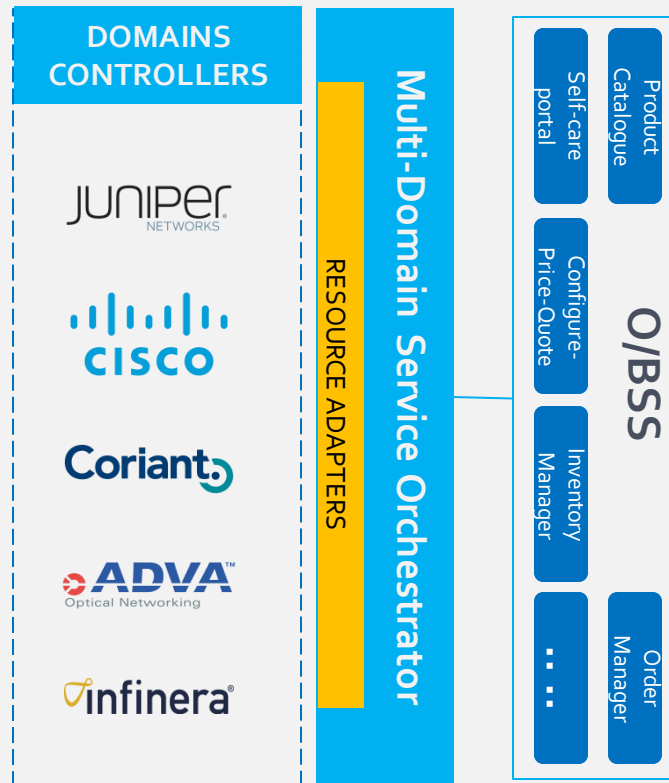 DOMAINS
CONTROLLERS
JUNIPER
NETWORKS
CISCO
Coriant
ADVA™
Optical Networking
infinera®
RESOURCE ADAPTERS
Multi-Domain Service Orchestrator
Self-care
portal
Product
Catalogue
Configure-
Price-Quote
O/BSS
Inventory
Manager
.. ..
Order
Manager